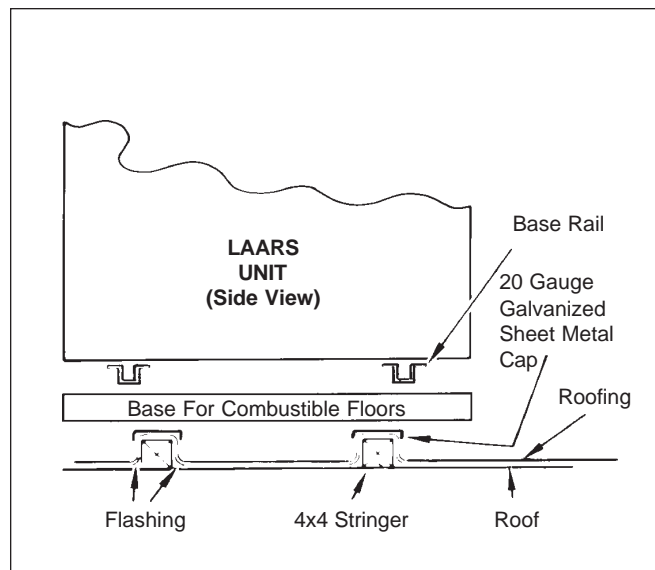 LAARS
UNIT
(Side View)
Base Rail
20 Gauge
Galvanized
Sheet Metal
Cap
Roofing
Base For Combustible Floors
Flashing
4x4 Stringer
Roof